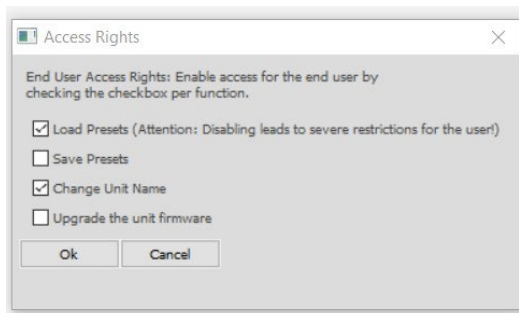 Access Rights
End User Access Rights: Enable access for the end user by
checking the checkbox per function.
Load Presets (Attention: Disabling leads to severe restrictions for the user!)
Save Presets
Change Unit Name
Upgrade the unit firmware
Ok Cancel